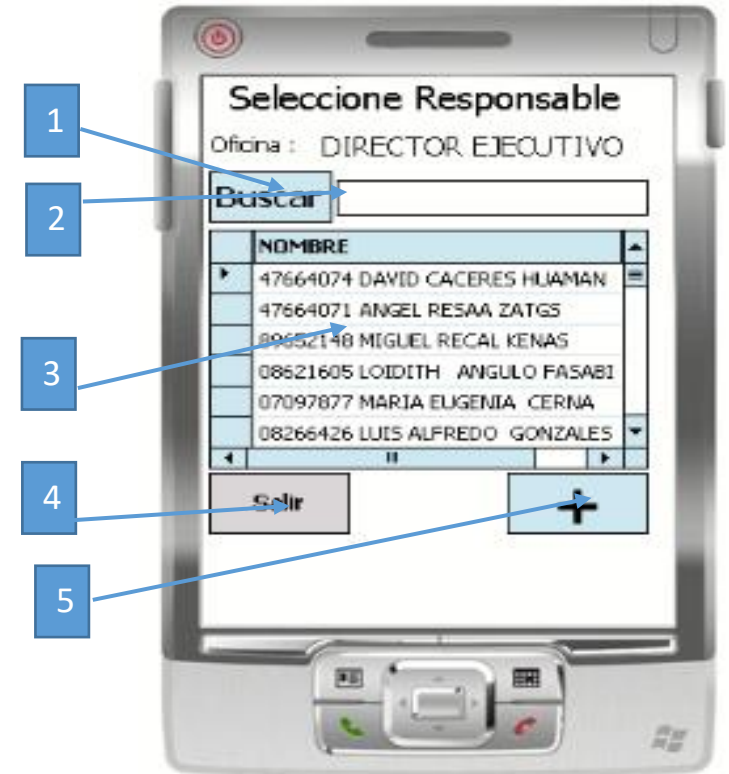 Seleccione Responsable
Oficina : DIRECTOR EJECUTIVO
1
Buscar
2
NOMBRE
47664074 DAVID CACERES HUAMAN
47664071 ANGEL RESAA ZATGS
89652148 MIGUEL RECAL KENAS
3
08621605 LOIDITH ANGULO FASABI
07097877 MARIA EUGENIA CERNA
08266426 LUIS ALFREDO GONZALES
4
Salir
+
5